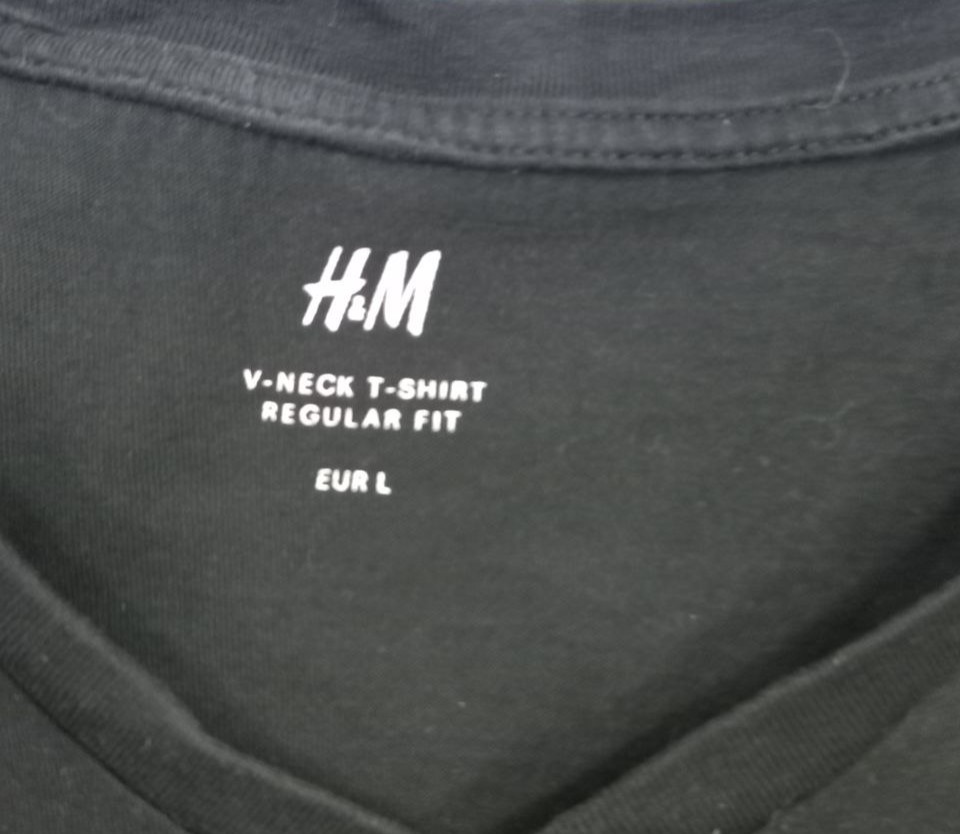 H&M
V-NECK T-SHIRT
REGULAR FIT
EUR L